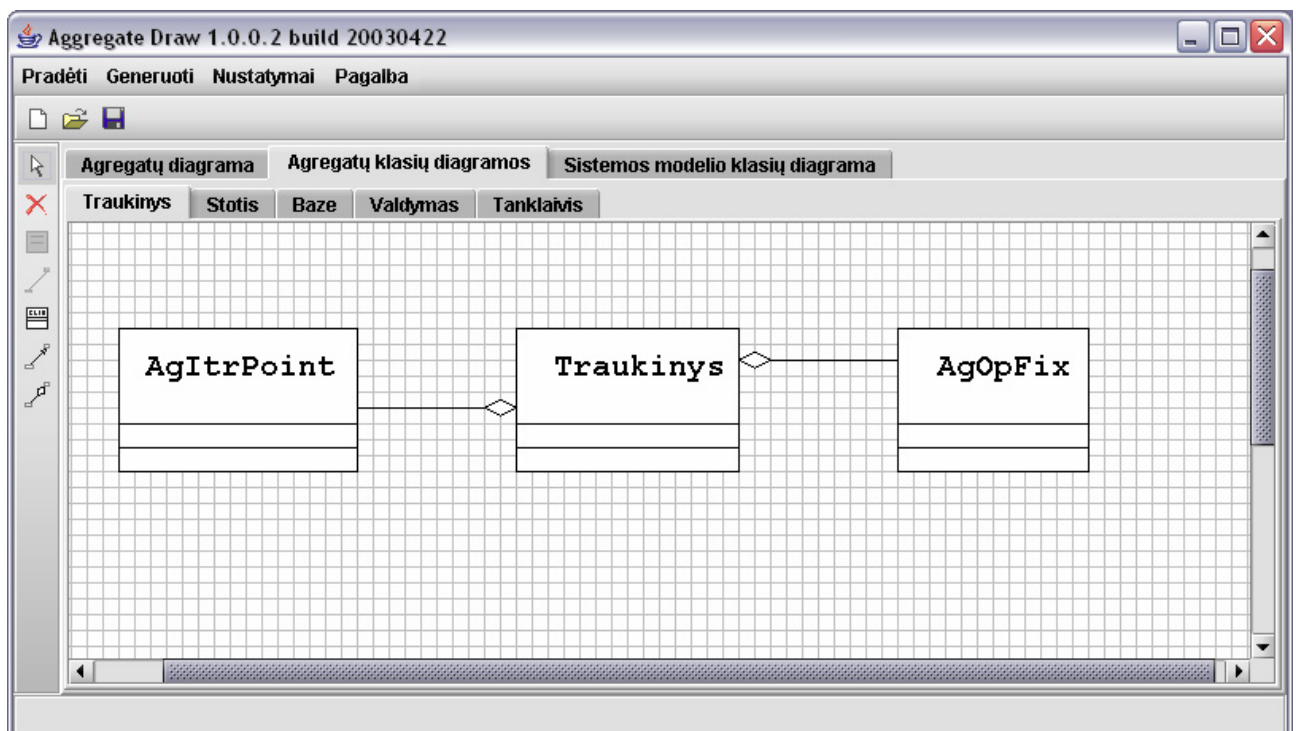 Aggregate Draw 1.0.0.2 build 20030422
Pradėti Generuoti Nustatymai Pagalba
Agregatų diagrama Agregatų klasių diagramos Sistemos modelio klasių diagrama
Traukinys Stotis Baze Valdymas Tanklaivis
AgItrPoint Traukinys AgOpFix